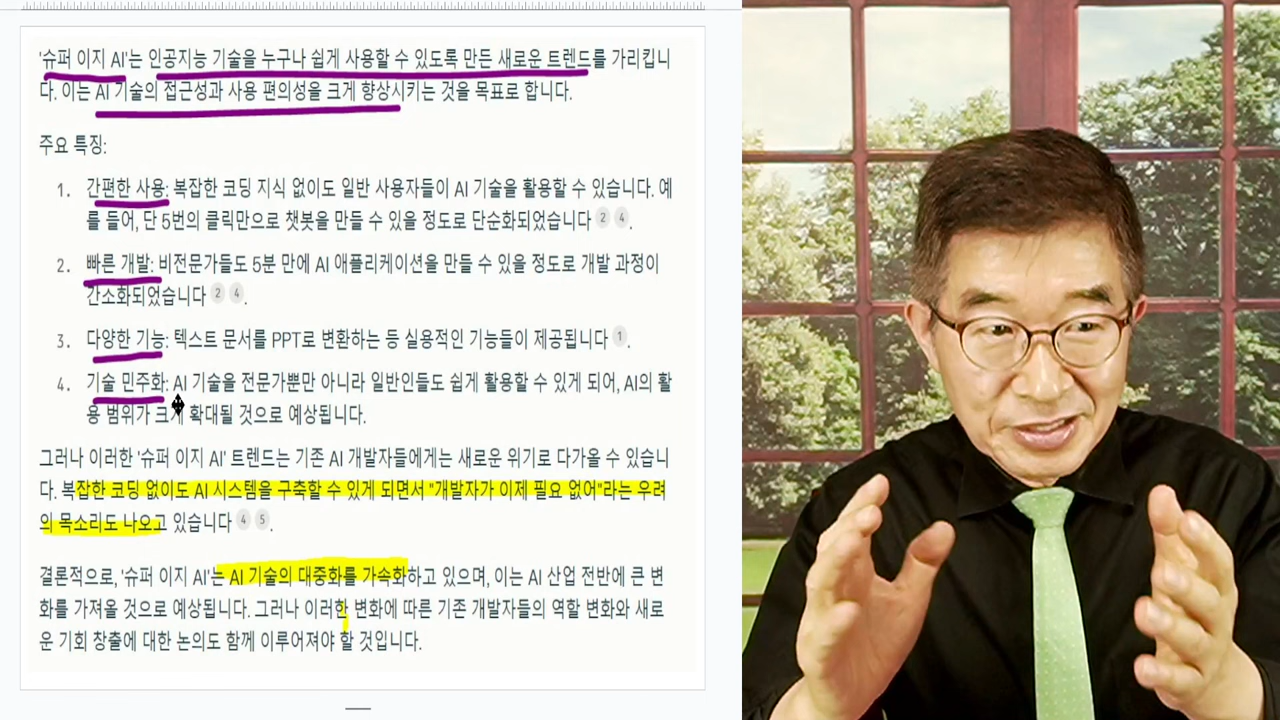 '슈퍼 이지 AI'는 인공지능 기술을 누구나 쉽게 사용할 수 있도록 만든 새로운 트렌드를 가리킵니
다. 이는 AI 기술의 접근성과 사용 편의성을 크게 향상시키는 것을 목표로 합니다.
주요 특징:
1. 간편한 사용: 복잡한 코딩 지식 없이도 일반 사용자들이 AI 기술을 활용할 수 있습니다. 예
를 들어, 단 5번의 클릭만으로 챗봇을 만들 수 있을 정도로 단순화되었습니다 2 4.
2. 빠른 개발: 비전문가들도 5분 만에 AI 애플리케이션을 만들 수 있을 정도로 개발 과정이
간소화되었습니다 2 4.
3. 다양한 기능: 텍스트 문서를 PPT로 변환하는 등 실용적인 기능들이 제공됩니다 1.
4. 기술 민주화: AI 기술을 전문가뿐만 아니라 일반인들도 쉽게 활용할 수 있게 되어, AI의 활
용 범위가 크게 확대될 것으로 예상됩니다.
그러나 이러한 '슈퍼 이지 AI' 트렌드는 기존 AI 개발자들에게는 새로운 위기로 다가올 수 있습니
다. 복잡한 코딩 없이도 AI 시스템을 구축할 수 있게 되면서 "개발자가 이제 필요 없어"라는 우려
의 목소리도 나오고 있습니다 4 5.
결론적으로, '슈퍼 이지 AI'는 AI 기술의 대중화를 가속화하고 있으며, 이는 AI 산업 전반에 큰 변
화를 가져올 것으로 예상됩니다. 그러나 이러한 변화에 따른 기존 개발자들의 역할 변화와 새로
운 기회 창출에 대한 논의도 함께 이루어져야 할 것입니다.